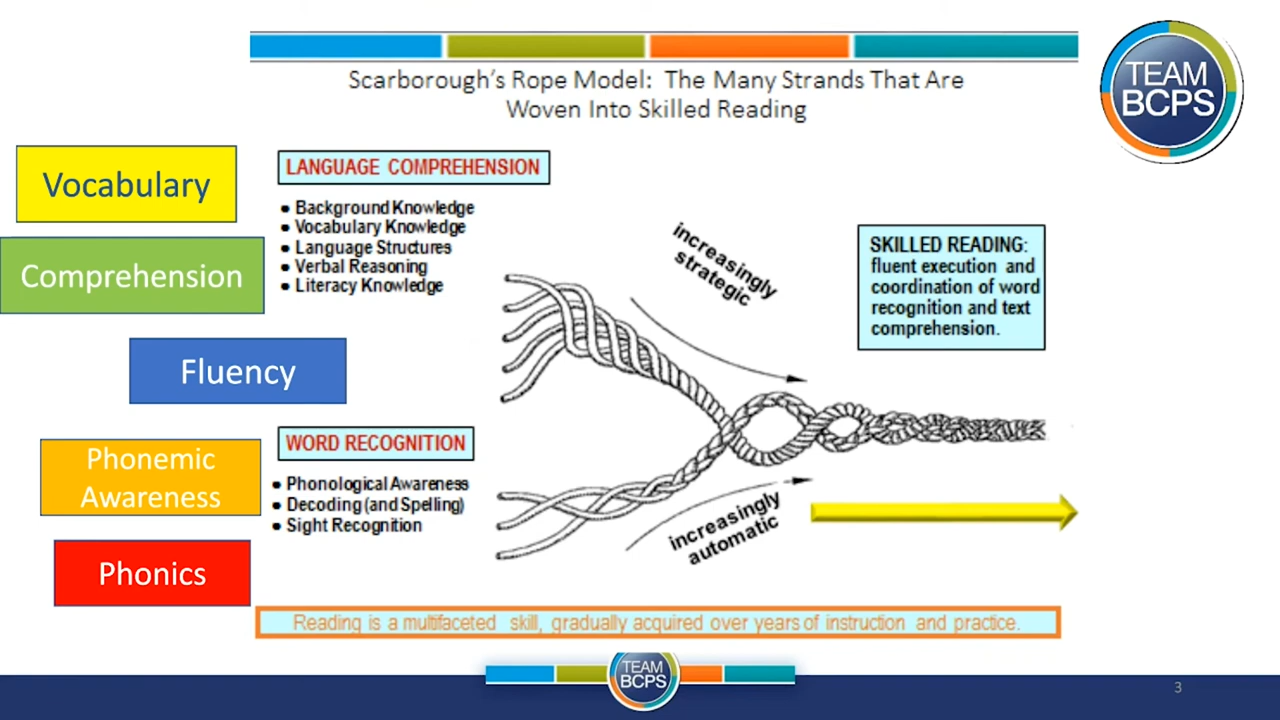 Scarborough's Rope Model: The Many Strands That Are
Woven Into Skilled Reading
TEAM
BCPS
Vocabulary
Comprehension
Fluency
Phonemic
Awareness
Phonics
LANGUAGE COMPREHENSION
● Background Knowledge
● Vocabulary Knowledge
● Language Structures
● Verbal Reasoning
● Literacy Knowledge
WORD RECOGNITION
● Phonological Awareness
● Decoding (and Spelling)
● Sight Recognition
increasingly
strategic
increasingly
automatic
SKILLED READING:
fluent execution and
coordination of word
recognition and text
comprehension.
Reading is a multifaceted skill, gradually acquired over years of instruction and practice.
TEAM
BCPS
3